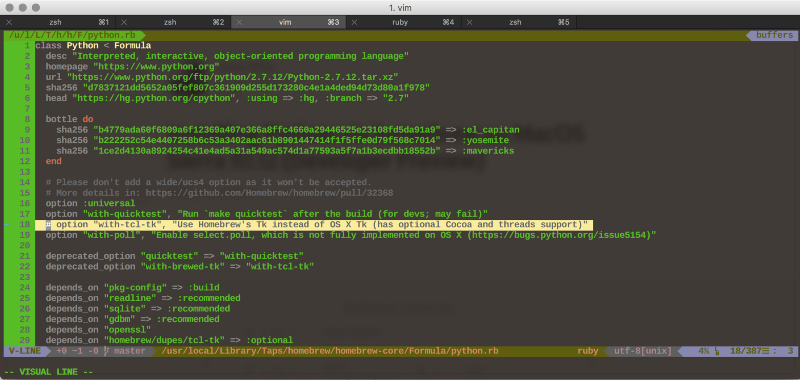 1. vim
× zsh ⌘1 × zsh ⌘2 × vim ⌘3 × ruby ⌘4 × zsh ⌘5
/u/l/L/T/h/h/F/python.rb buffers
1 class Python < Formula
2 desc "Interpreted, interactive, object-oriented programming language"
3 homepage "https://www.python.org"
4 url "https://www.python.org/ftp/python/2.7.12/Python-2.7.12.tar.xz"
5 sha256 "d7837121dd5652a05fef807c361909d255d173280c4e1a4ded94d73d80a1f978"
6 head "https://hg.python.org/cpython", :using => :hg, :branch => "2.7"
7
8 bottle do
9 sha256 "b4779ada60f6809a6f12369a407e366a8ffc4660a29446525e23108fd5da91a9" => :el_capitan
10 sha256 "b222252c54e4407258b6c53a3402aac61b8901447414f1f5ffe0d79f568c7014" => :yosemite
11 sha256 "1ce2d4130a8924254c41e4ad5a31a549ac574d1a77593a5f7a1b3ecdbb18552b" => :mavericks
12 end
13
14 # Please don't add a wide/ucs4 option as it won't be accepted.
15 # More details in: https://github.com/Homebrew/homebrew/pull/32368
16 option :universal
17 option "with-quicktest", "Run `make quicktest` after the build (for devs; may fail)"
18 # option "with-tcl-tk", "Use Homebrew's Tk instead of OS X Tk (has optional Cocoa and threads support)"
19 option "with-poll", "Enable select.poll, which is not fully implemented on OS X (https://bugs.python.org/issue5154)"
20
21 deprecated_option "quicktest" => "with-quicktest"
22 deprecated_option "with-brewed-tk" => "with-tcl-tk"
23
24 depends_on "pkg-config" => :build
25 depends_on "readline" => :recommended
26 depends_on "sqlite" => :recommended
27 depends_on "gdbm" => :recommended
28 depends_on "openssl"
29 depends_on "homebrew/dupes/tcl-tk" => :optional
V-LINE +0 ~1 -0 master /usr/local/Library/Taps/homebrew/homebrew-core/Formula/python.rb ruby utf-8[unix] 4% 18/387 : 3
-- VISUAL LINE --